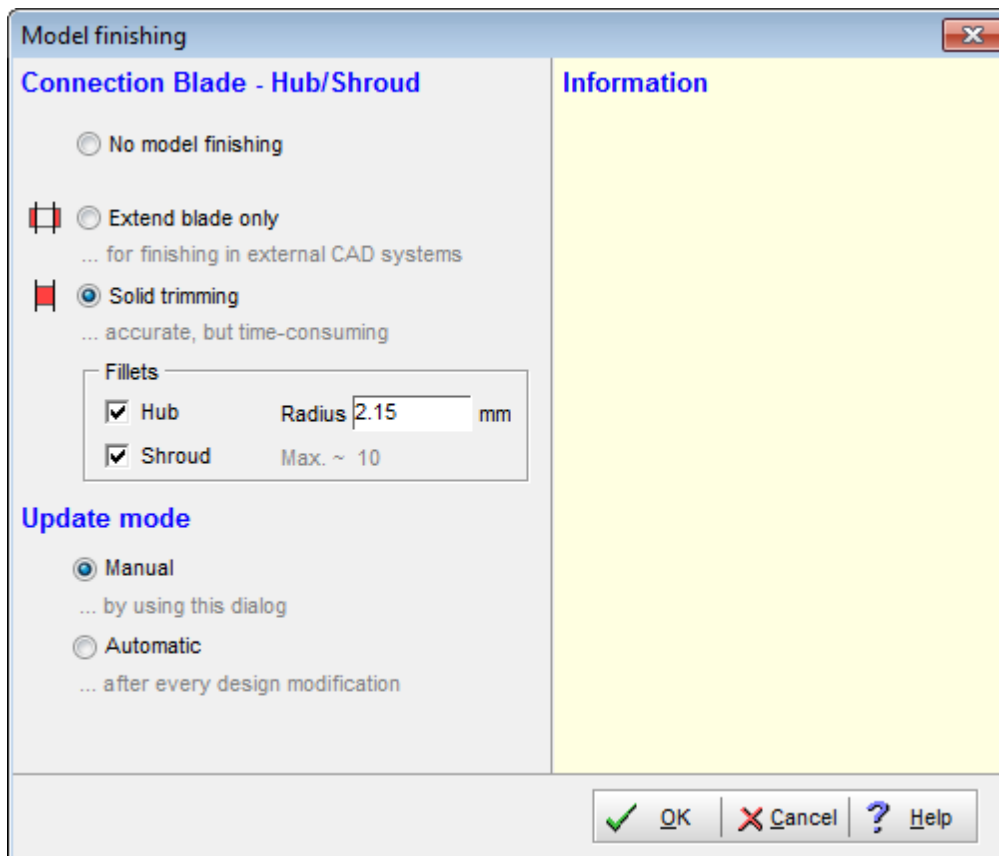 Model finishing
Connection Blade - Hub/Shroud
No model finishing
Extend blade only
... for finishing in external CAD systems
Solid trimming
... accurate, but time-consuming
Fillets
Hub Radius 2.15 mm
Shroud Max. ~ 10
Update mode
Manual
... by using this dialog
Automatic
... after every design modification
Information
OK Cancel Help